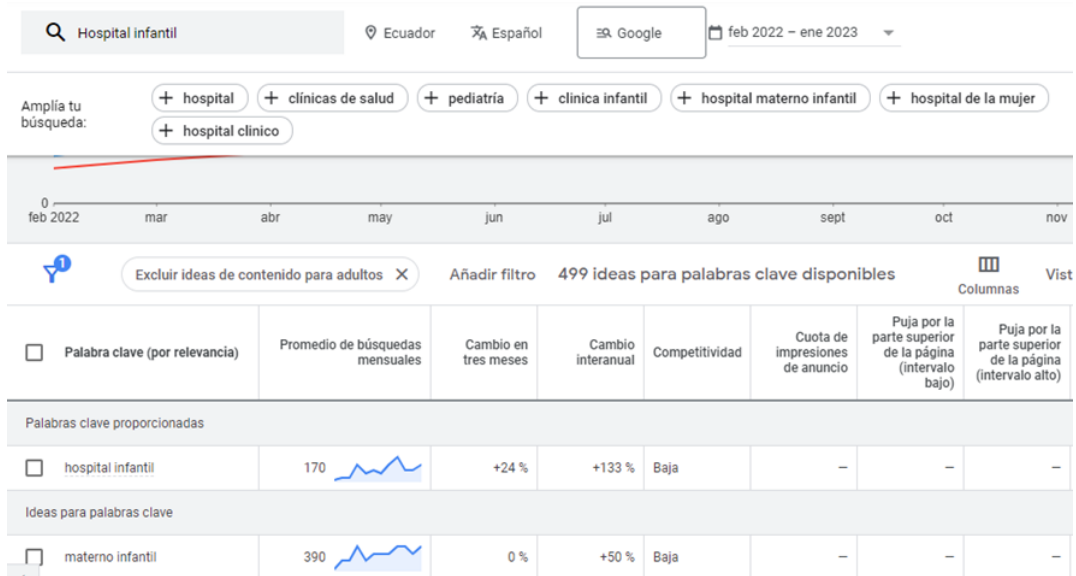 Hospital infantil Ecuador Español Google feb 2022 – ene 2023
Amplía tu búsqueda:
+ hospital + clínicas de salud + pediatría + clinica infantil + hospital materno infantil + hospital de la mujer
+ hospital clinico
0
feb 2022 mar abr may jun jul ago sept oct nov
1 Excluir ideas de contenido para adultos X Añadir filtro 499 ideas para palabras clave disponibles Columnas Vist
Palabra clave (por relevancia) Promedio de búsquedas mensuales Cambio en tres meses Cambio interanual Competitividad Cuota de impresiones de anuncio Puja por la parte superior de la página (intervalo bajo) Puja por la parte superior de la página (intervalo alto)
Palabras clave proporcionadas
hospital infantil 170 +24 % +133 % Baja – – –
Ideas para palabras clave
materno infantil 390 0 % +50 % Baja – – –